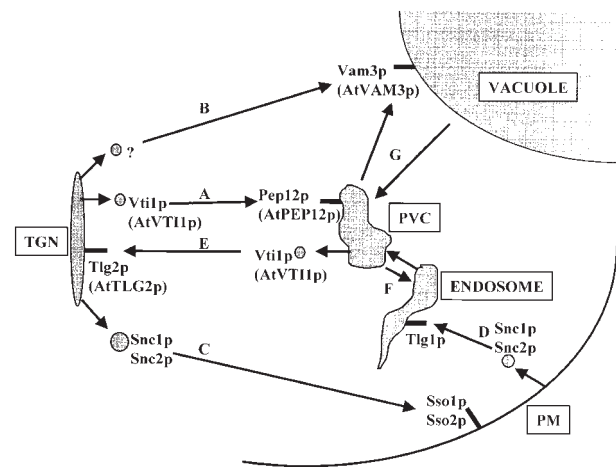 Vam3p
(AtVAM3p)
VACUOLE
B
?
G
Vti1p
(AtVTI1p)
A
Pep12p
(AtPEP12p)
PVC
TGN
E
Tlg2p
(AtTLG2p)
Vti1p
(AtVTI1p)
F
ENDOSOME
Tlg1p
D
Snc1p
Snc2p
Snc1p
Snc2p
C
Sso1p
Sso2p
PM